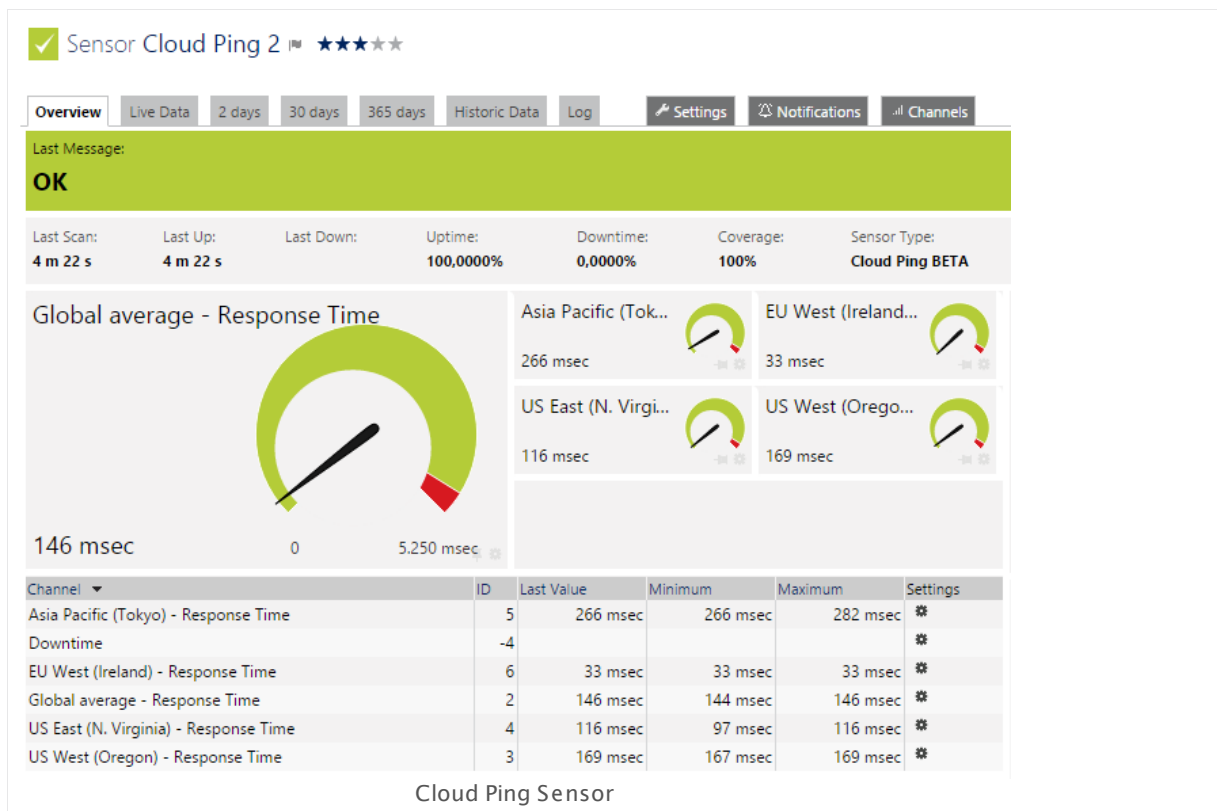 Sensor Cloud Ping 2
Overview Live Data 2 days 30 days 365 days Historic Data Log Settings Notifications Channels
Last Message:
OK
Last Scan: Last Up: Last Down: Uptime: Downtime: Coverage: Sensor Type:
4 m 22 s 4 m 22 s 100,0000% 0,0000% 100% Cloud Ping BETA
Global average - Response Time
146 msec 0 5.250 msec
Asia Pacific (Tok...
266 msec
EU West (Ireland...
33 msec
US East (N. Virgi...
116 msec
US West (Orego...
169 msec
Channel ID Last Value Minimum Maximum Settings
Asia Pacific (Tokyo) - Response Time 5 266 msec 266 msec 282 msec
Downtime -4
EU West (Ireland) - Response Time 6 33 msec 33 msec 33 msec
Global average - Response Time 2 146 msec 144 msec 146 msec
US East (N. Virginia) - Response Time 4 116 msec 97 msec 116 msec
US West (Oregon) - Response Time 3 169 msec 167 msec 169 msec
Cloud Ping Sensor